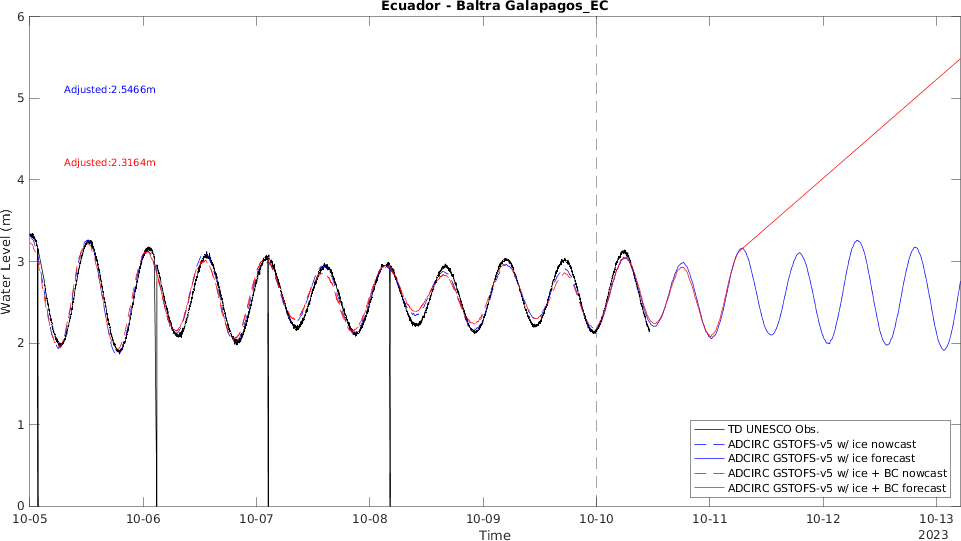 Ecuador - Baltra Galapagos_EC
6
5
4
3
2
1
0
Water Level (m)
Adjusted:2.5466m
Adjusted:2.3164m
TD UNESCO Obs.
ADCIRC GSTOFS-v5 w/ ice nowcast
ADCIRC GSTOFS-v5 w/ ice forecast
ADCIRC GSTOFS-v5 w/ ice + BC nowcast
ADCIRC GSTOFS-v5 w/ ice + BC forecast
10-05 10-06 10-07 10-08 10-09 10-10 10-11 10-12 10-13
2023
Time